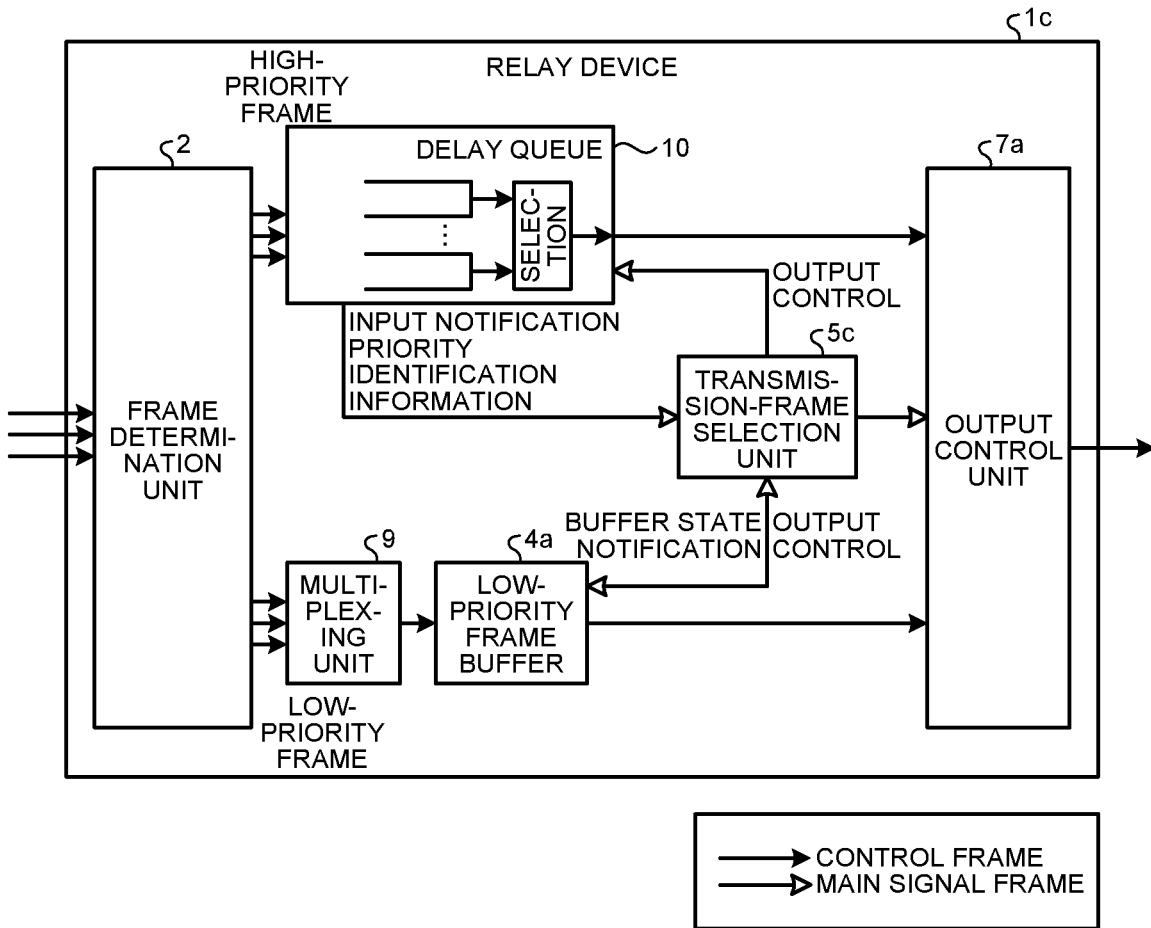 1c
RELAY DEVICE
HIGH-
PRIORITY
FRAME
2
DELAY QUEUE
10
7a
SELEC-
TION
⋮
OUTPUT
CONTROL
INPUT NOTIFICATION
PRIORITY
IDENTIFICATION
INFORMATION
5c
TRANSMIS-
SION-FRAME
SELECTION
UNIT
FRAME
DETERMI-
NATION
UNIT
OUTPUT
CONTROL
UNIT
BUFFER STATE
NOTIFICATION
OUTPUT
CONTROL
9
MULTI-
PLEX-
ING
UNIT
4a
LOW-
PRIORITY
FRAME
BUFFER
LOW-
PRIORITY
FRAME
CONTROL FRAME
MAIN SIGNAL FRAME